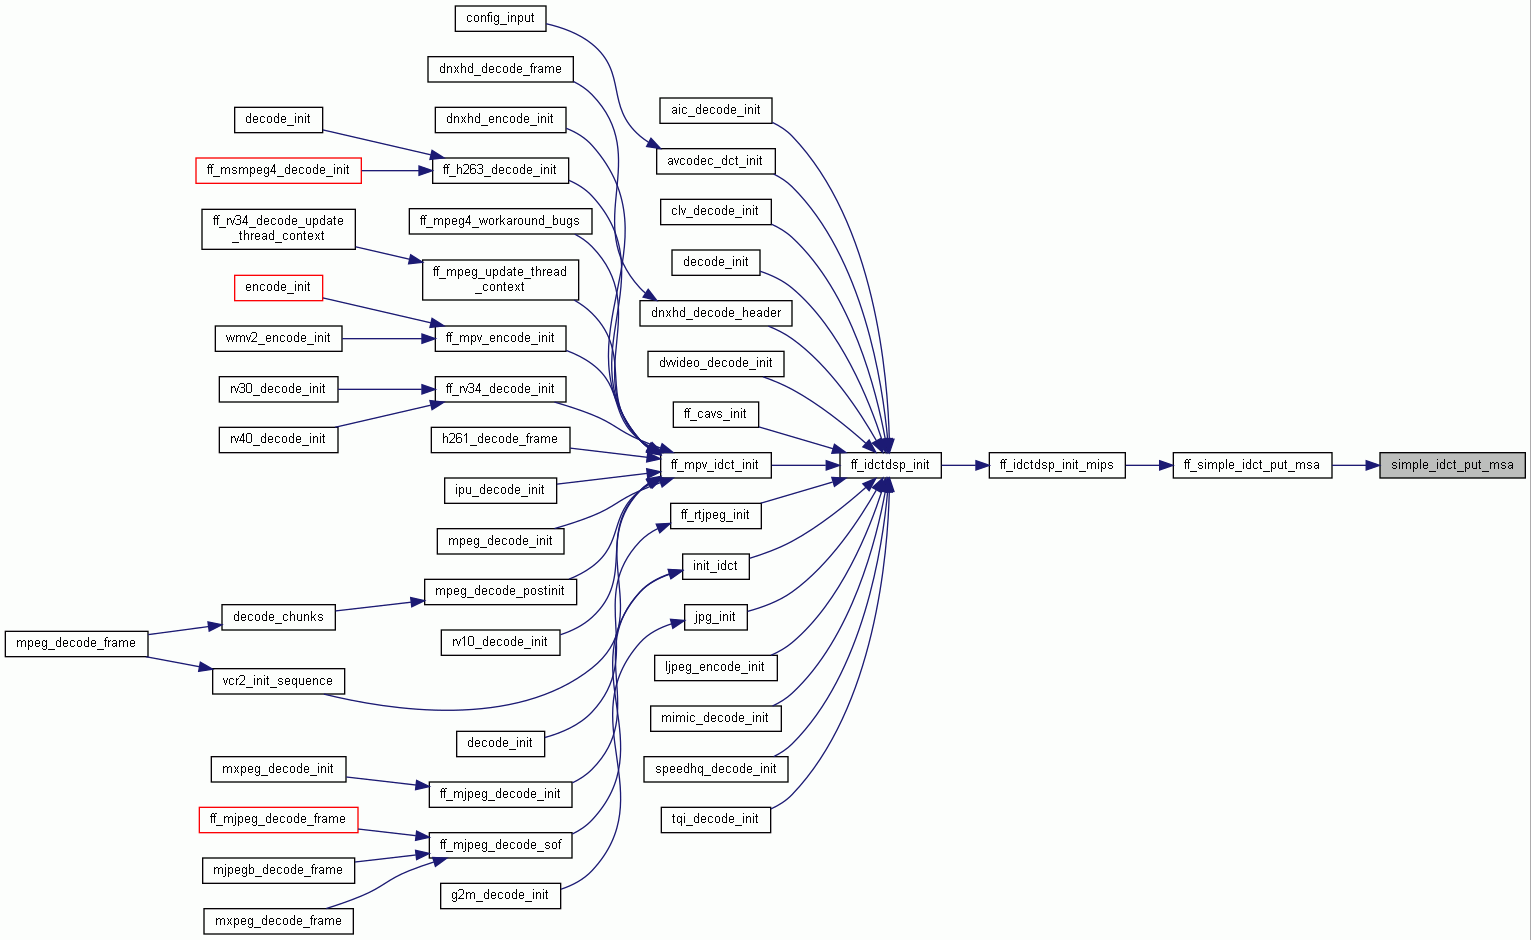 config_input
dnxhd_decode_frame
aic_decode_init
decode_init
dnxhd_encode_init
avcodec_dct_init
ff_msmpeg4_decode_init
ff_h263_decode_init
clv_decode_init
ff_rv34_decode_update
_thread_context
ff_mpeg4_workaround_bugs
decode_init
ff_mpeg_update_thread
_context
encode_init
dnxhd_decode_header
wmv2_encode_init
ff_mpv_encode_init
dvvideo_decode_init
rv30_decode_init
ff_rv34_decode_init
ff_cavs_init
rv40_decode_init
h261_decode_frame
ff_mpv_idct_init
ff_idctdsp_init
ff_idctdsp_init_mips
ff_simple_idct_put_msa
simple_idct_put_msa
ipu_decode_init
ff_rtjpeg_init
mpeg_decode_init
init_idct
mpeg_decode_postinit
decode_chunks
jpg_init
mpeg_decode_frame
rv10_decode_init
ljpeg_encode_init
vcr2_init_sequence
mimic_decode_init
decode_init
mxpeg_decode_init
speedhq_decode_init
ff_mjpeg_decode_init
ff_mjpeg_decode_frame
tqi_decode_init
ff_mjpeg_decode_sof
mjpegb_decode_frame
g2m_decode_init
mxpeg_decode_frame